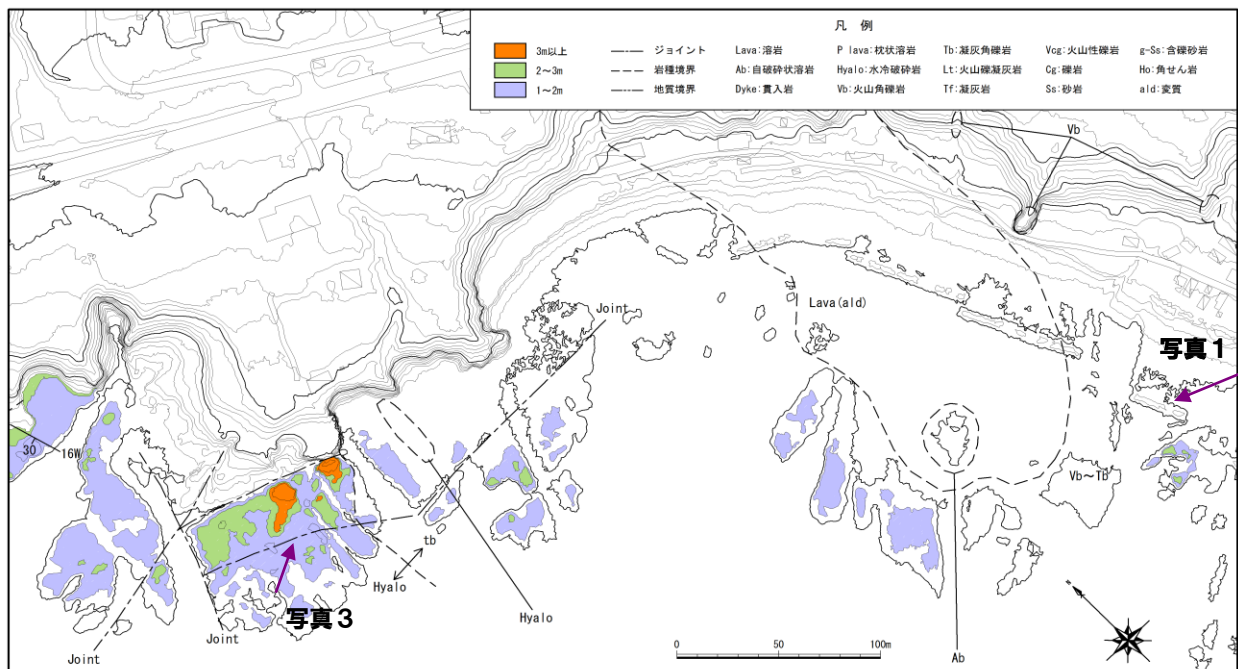 凡 例
3m以上
2～3m
1～2m
ジョイント
岩種境界
地質境界
Lava:溶岩
Ab:自破砕状溶岩
Dyke:貫入岩
P lava:枕状溶岩
Hyalo:水冷破砕岩
Vb:火山角礫岩
Tb:凝灰角礫岩
Lt:火山礫凝灰岩
Tf:凝灰岩
Vcg:火山性礫岩
Cg:礫岩
Ss:砂岩
g-Ss:含礫砂岩
Ho:角せん岩
ald:変質
Vb
Lava(ald)
Joint
写真１
30
16W
Vb～Tb
tb
Hyalo
写真３
Hyalo
Joint
Joint
Ab
0
50
100m